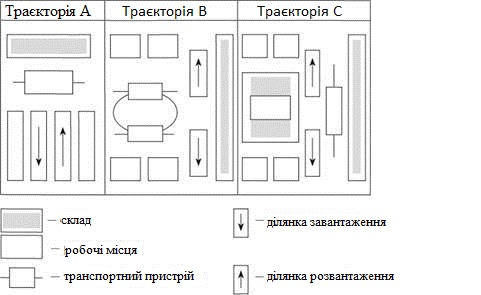 Траєкторія А
Траєкторія В
Траєкторія С
— склад
— робочі місця
— транспортний пристрій
— ділянка завантаження
— ділянка розвантаження